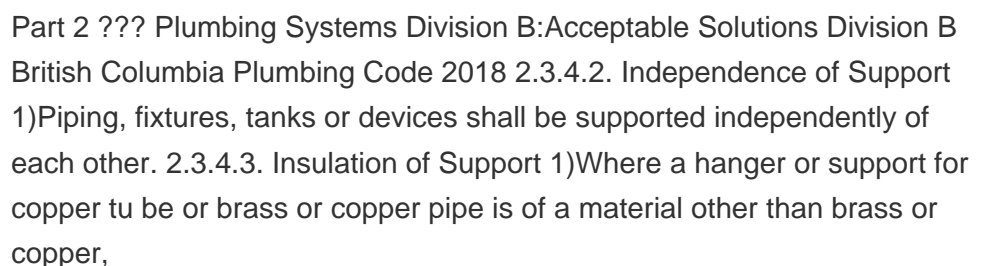 Part 2 ??? Plumbing Systems Division B:Acceptable Solutions Division B
British Columbia Plumbing Code 2018 2.3.4.2. Independence of Support
1)Piping, fixtures, tanks or devices shall be supported independently of
each other. 2.3.4.3. Insulation of Support 1)Where a hanger or support for
copper tu be or brass or copper pipe is of a material other than brass or
copper,